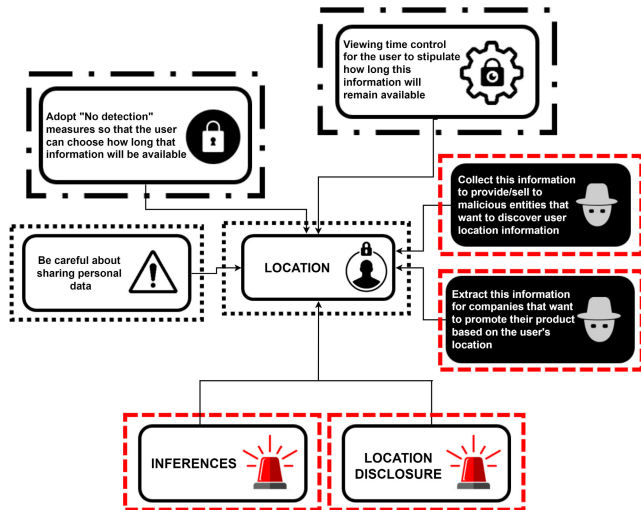 Viewing time control
for the user to stipulate
how long this
information will
remain available
Adopt "No detection"
measures so that the user
can choose how long that
information will be available
Collect this information
to provide/sell to
malicious entities that
want to discover user
location information
Be careful about
sharing personal
data
LOCATION
Extract this information
for companies that want
to promote their product
based on the user's
location
INFERENCES
LOCATION
DISCLOSURE